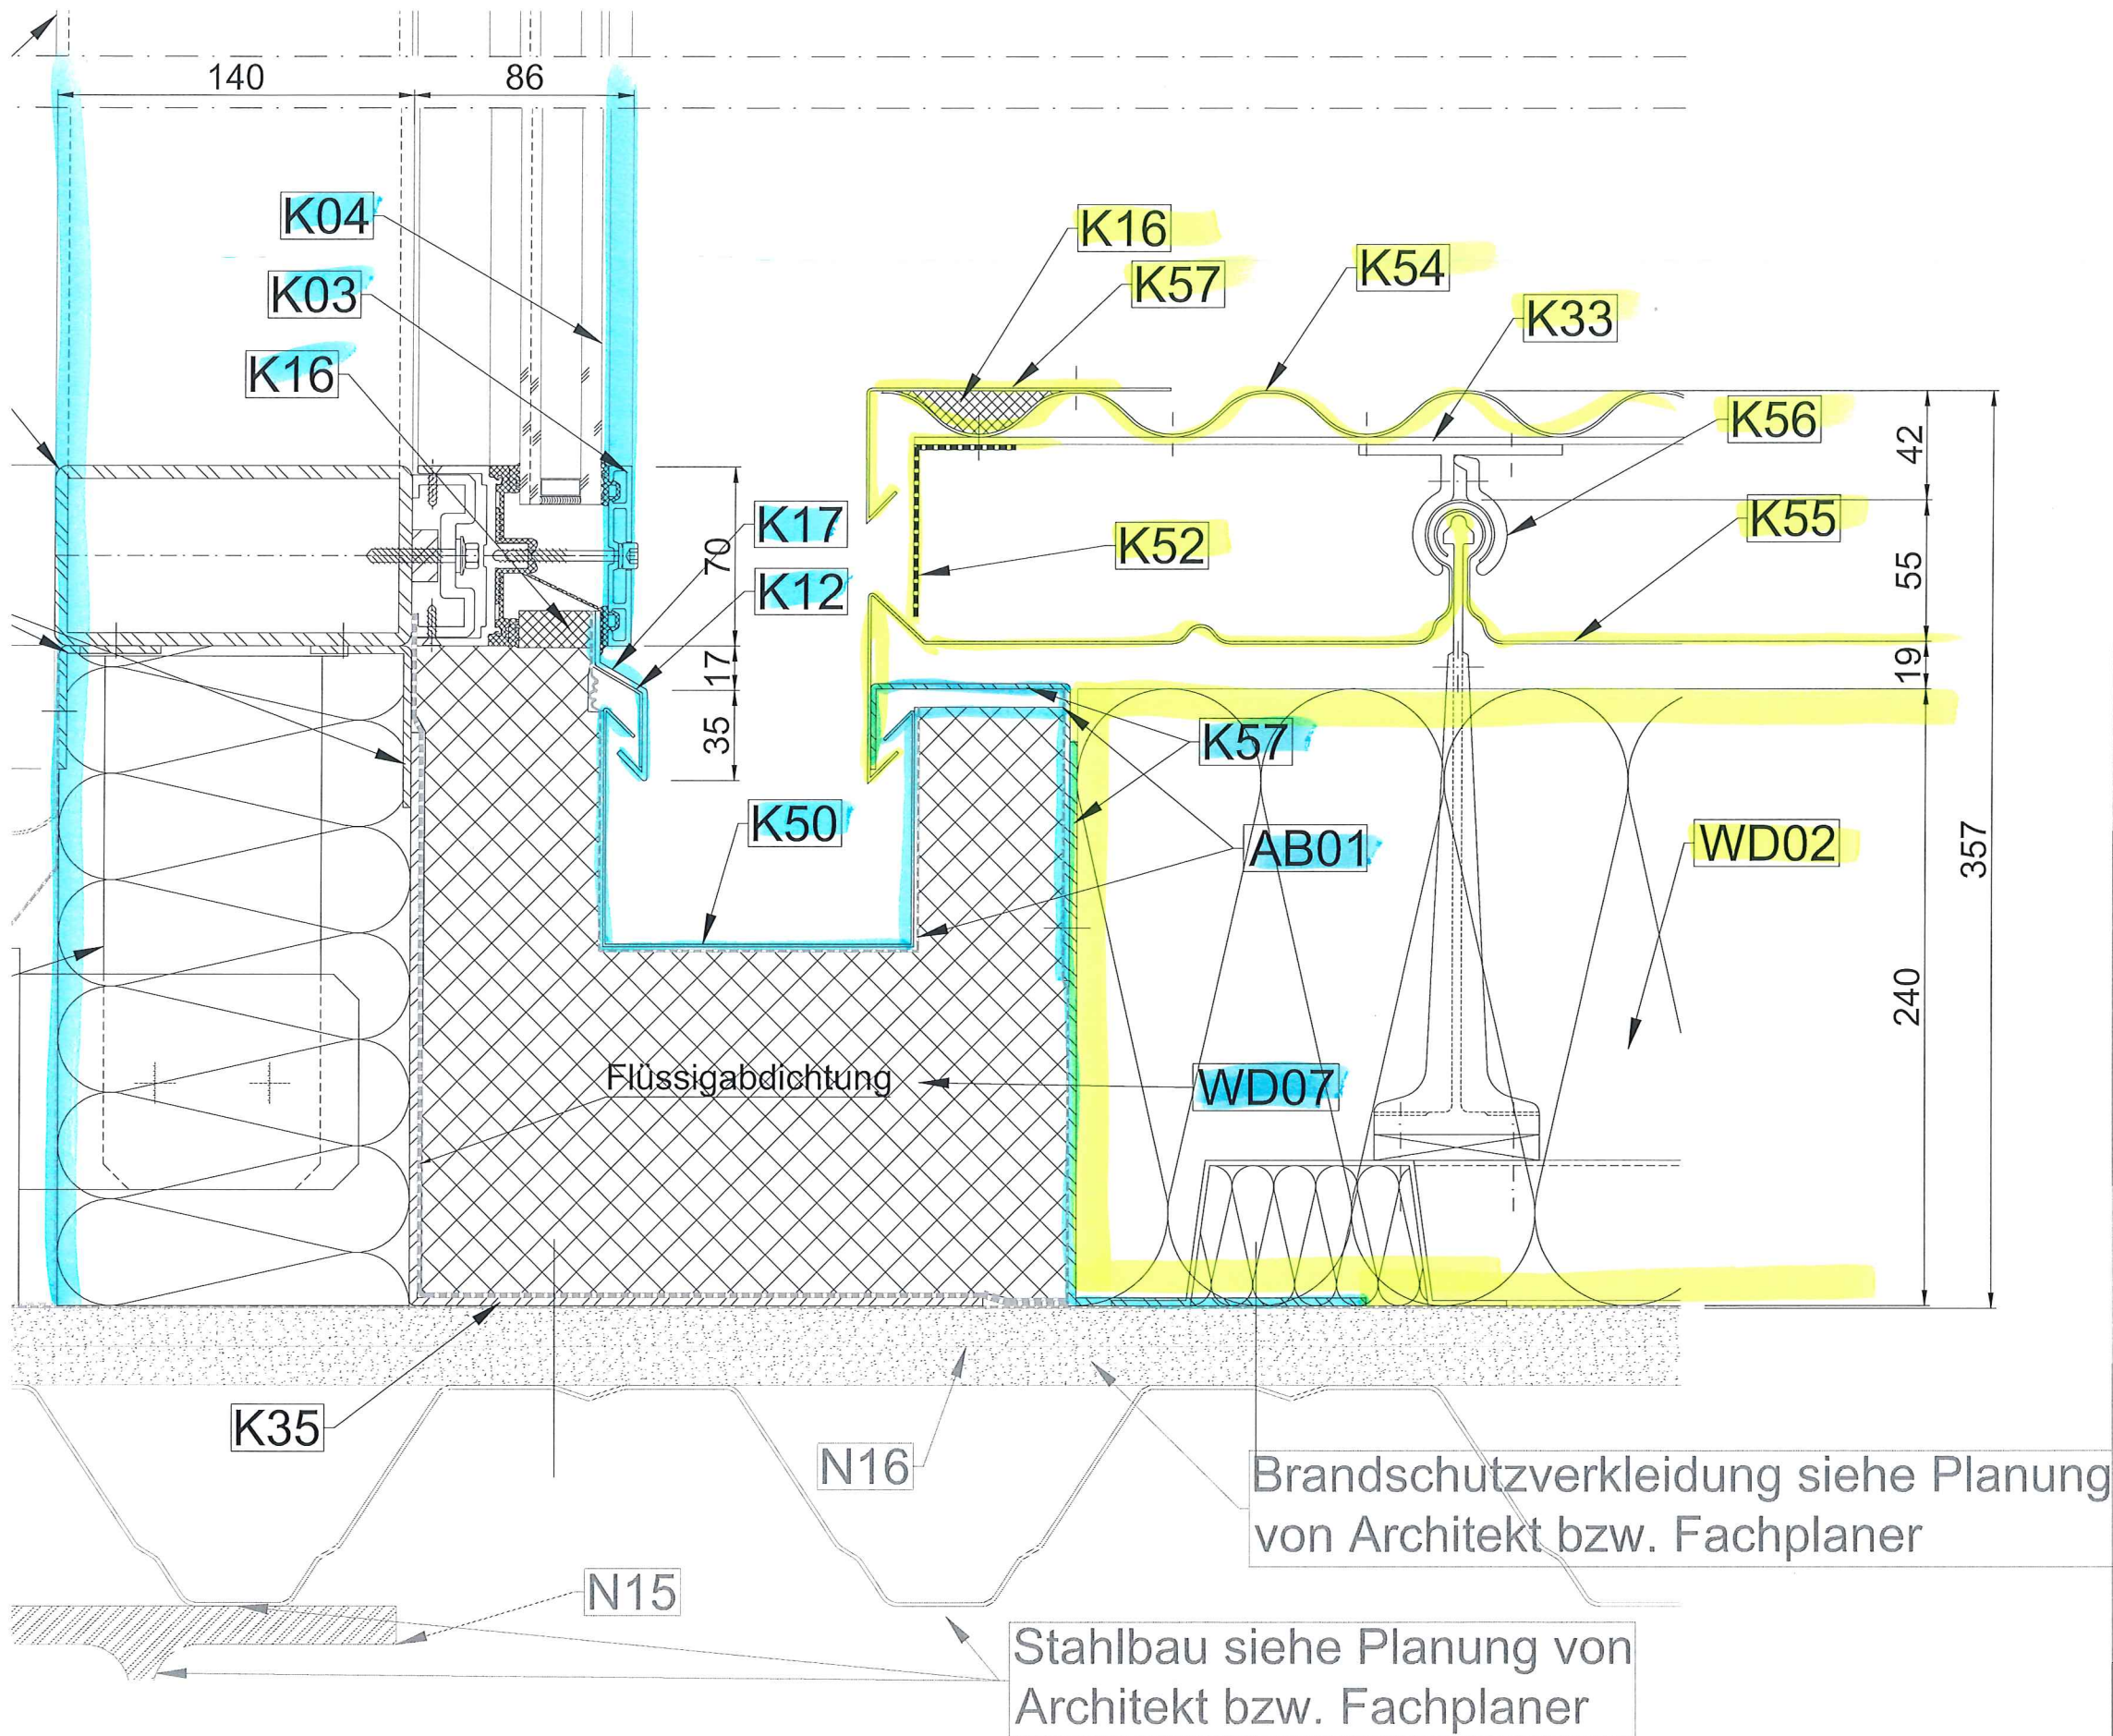 140
86
K04
K03
K16
K16
K57
K54
K33
K56
42
K17
K55
70
K52
55
K12
17
19
35
K57
K50
AB01
WD02
357
240
Flüssigabdichtung
WD07
K35
N16
Brandschutzverkleidung siehe Planung
von Architekt bzw. Fachplaner
N15
Stahlbau siehe Planung von
Architekt bzw. Fachplaner